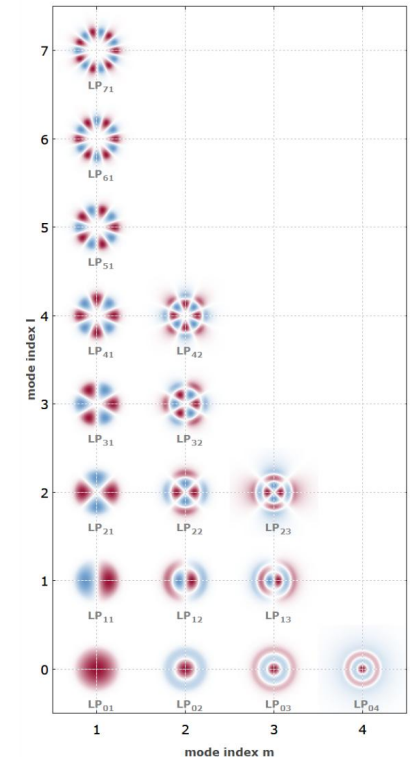 7
LP₇₁
6
LP₆₁
5
LP₅₁
4
LP₄₁ LP₄₂
mode index l
3
LP₃₁ LP₃₂
2
LP₂₁ LP₂₂ LP₂₃
1
LP₁₁ LP₁₂ LP₁₃
0
LP₀₁ LP₀₂ LP₀₃ LP₀₄
1 2 3 4
mode index m